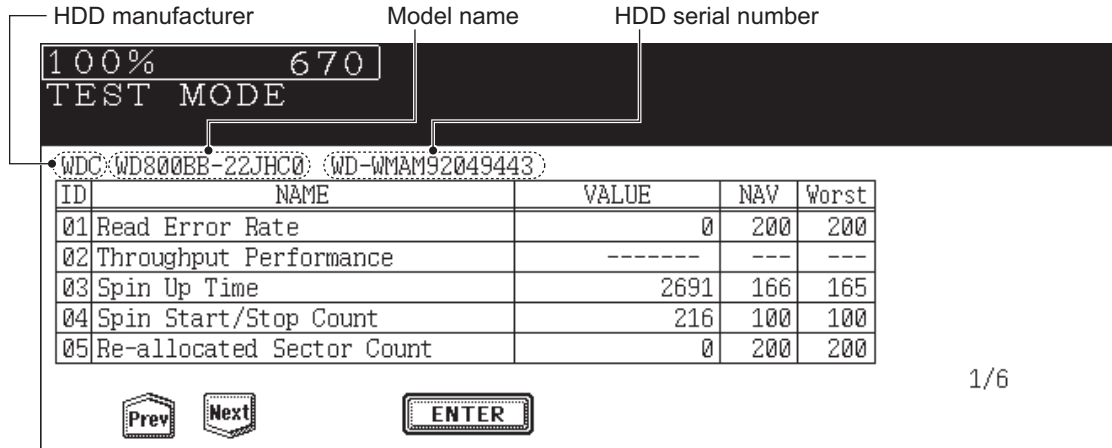 HDD manufacturer Model name HDD serial number
100% 670
TEST MODE
WDC WD800BB-22JHC0 WD-WMAM92049443
ID NAME VALUE NAV Worst
01 Read Error Rate 0 200 200
02 Throughput Performance ------- --- ---
03 Spin Up Time 2691 166 165
04 Spin Start/Stop Count 216 100 100
05 Re-allocated Sector Count 0 200 200
1/6
Prev Next ENTER